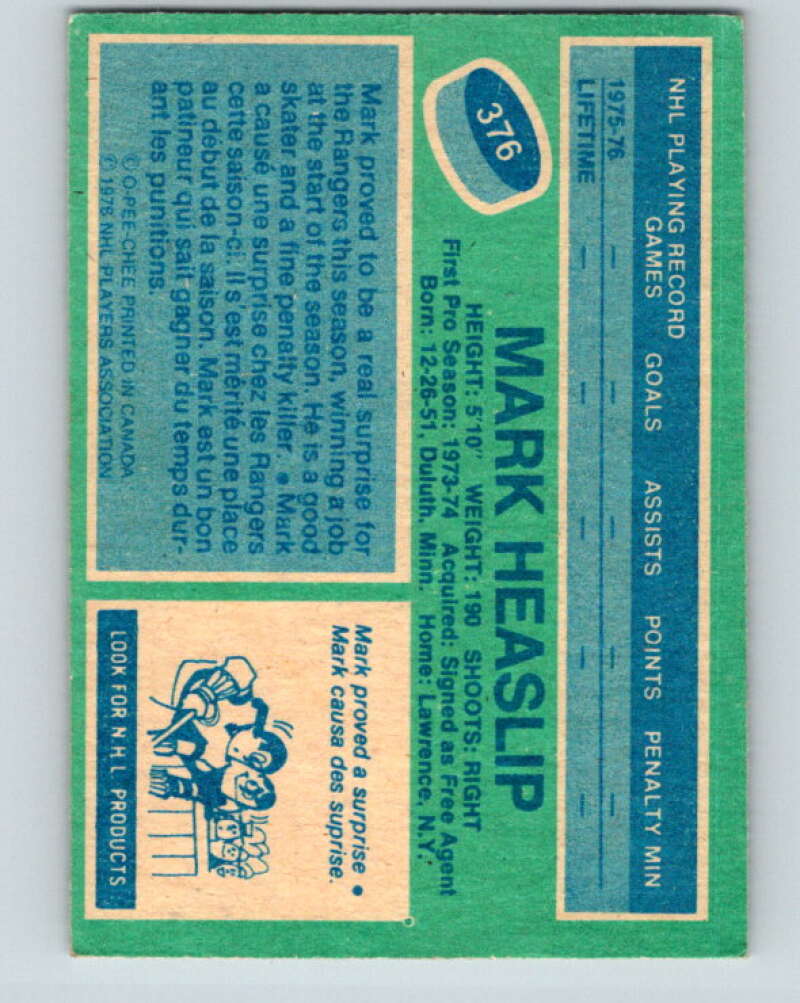 NHL PLAYING RECORD
GAMES GOALS ASSISTS POINTS PENALTY MIN
1975-76 — — — — —
LIFETIME — — — — —
376
MARK HEASLIP
HEIGHT: 5'10" WEIGHT: 190 SHOOTS: RIGHT
First Pro Season: 1973-74 Acquired: Signed as Free Agent
Born: 12-26-51, Duluth, Minn. Home: Lawrence, N.Y.
Mark proved to be a real surprise for
the Rangers this season, winning a job
at the start of the season. He is a good
skater and a fine penalty killer. • Mark
a causé une surprise chez les Rangers
cette saison-ci. Il s'est mérité une place
au début de la saison. Mark est un bon
patineur qui sait gagner du temps dur-
ant les punitions.
© O-PEE-CHEE PRINTED IN CANADA
© 1976 NHL PLAYERS ASSOCIATION
Mark proved a surprise •
Mark causa des suprise.
LOOK FOR N.H.L PRODUCTS